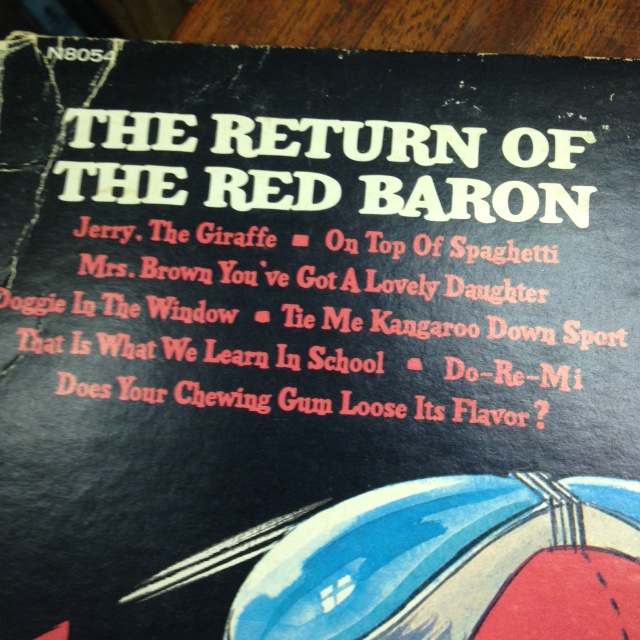 N8054
THE RETURN OF
THE RED BARON
Jerry. The Giraffe ■ On Top Of Spaghetti
Mrs. Brown You've Got A Lovely Daughter
Doggie In The Window ■ Tie Me Kangaroo Down Sport
That Is What We Learn In School ■ Do-Re-Mi
Does Your Chewing Gum Loose Its Flavor?